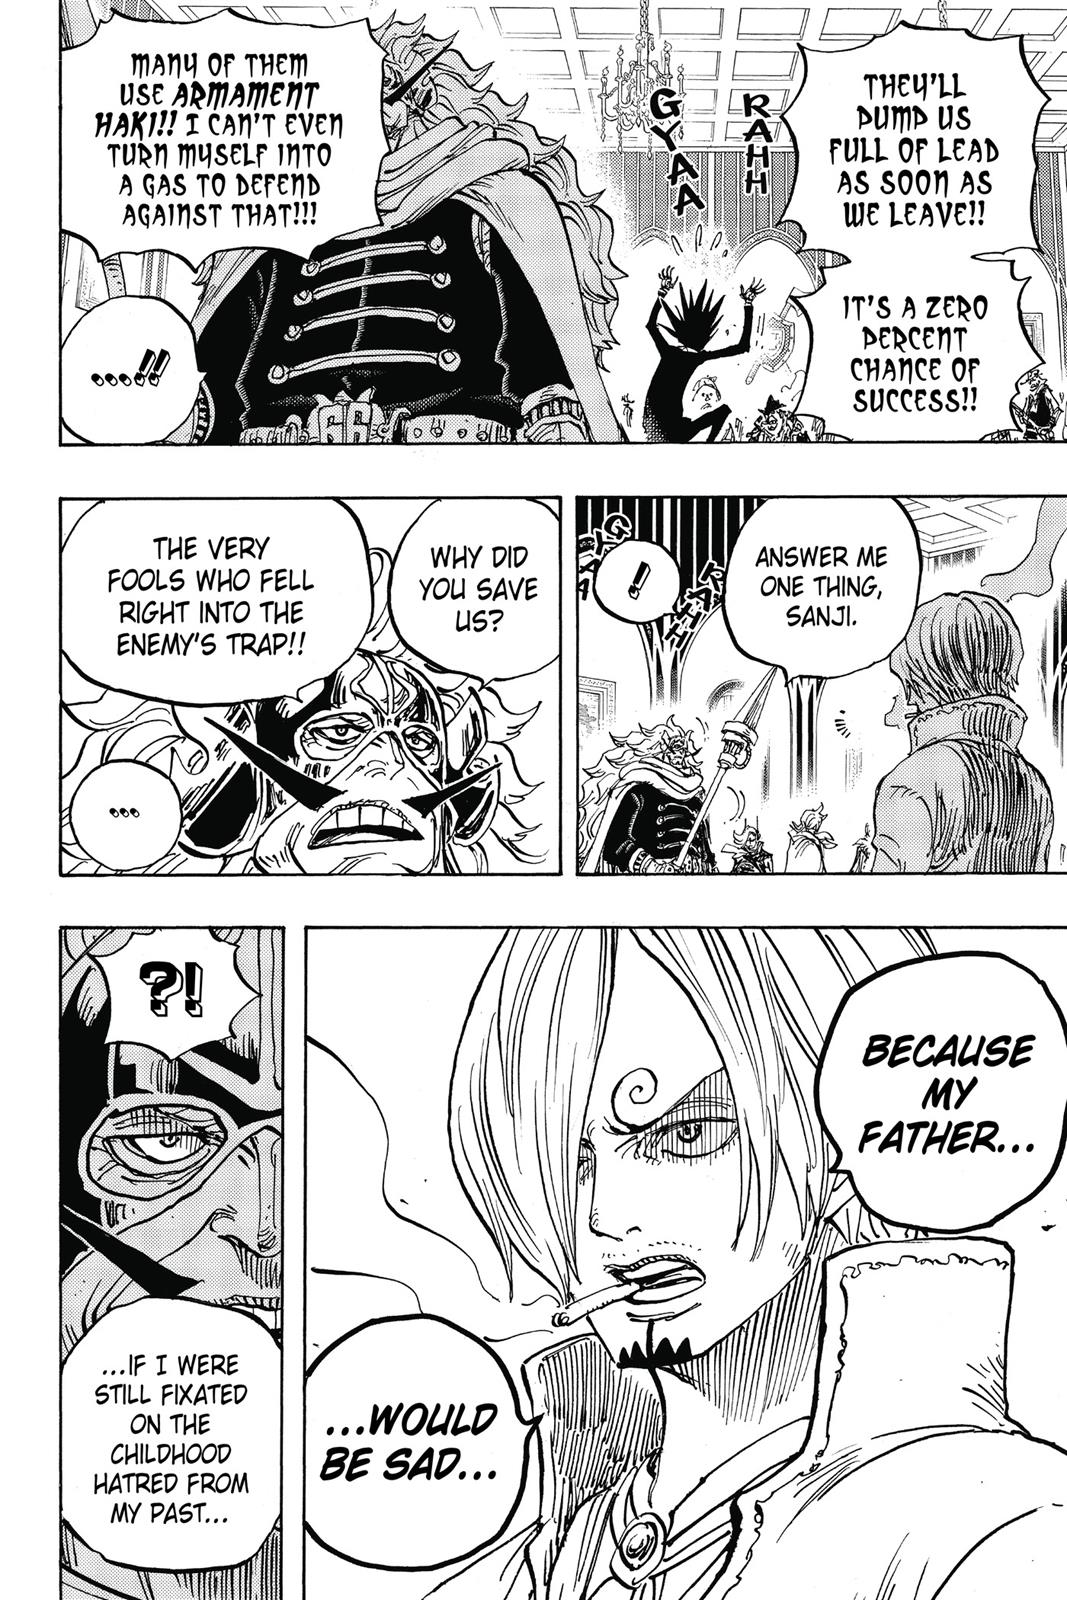 THEY'LL
DUMP US
FULL OF LEAD
AS SOON AS
WE LEAVE!!
IT'S A ZERO
PERCENT
CHANCE OF
SUCCESS!!
RAHH
GYAA
MANY OF THEM
USE ARMAMENT
HAKI!! I CAN'T EVEN
TURN MYSELF INTO
A GAS TO DEFEND
AGAINST THAT!!!
....!!
66
ANSWER ME
ONE THING,
SANJI.
!
RAHH
GYAA
WHY DID
YOU SAVE
US?
THE VERY
FOOLS WHO FELL
RIGHT INTO THE
ENEMY'S TRAP!!
....
BECAUSE
MY
FATHER...
...WOULD
BE SAD...
?!
...IF I WERE
STILL FIXATED
ON THE
CHILDHOOD
HATRED FROM
MY PAST...